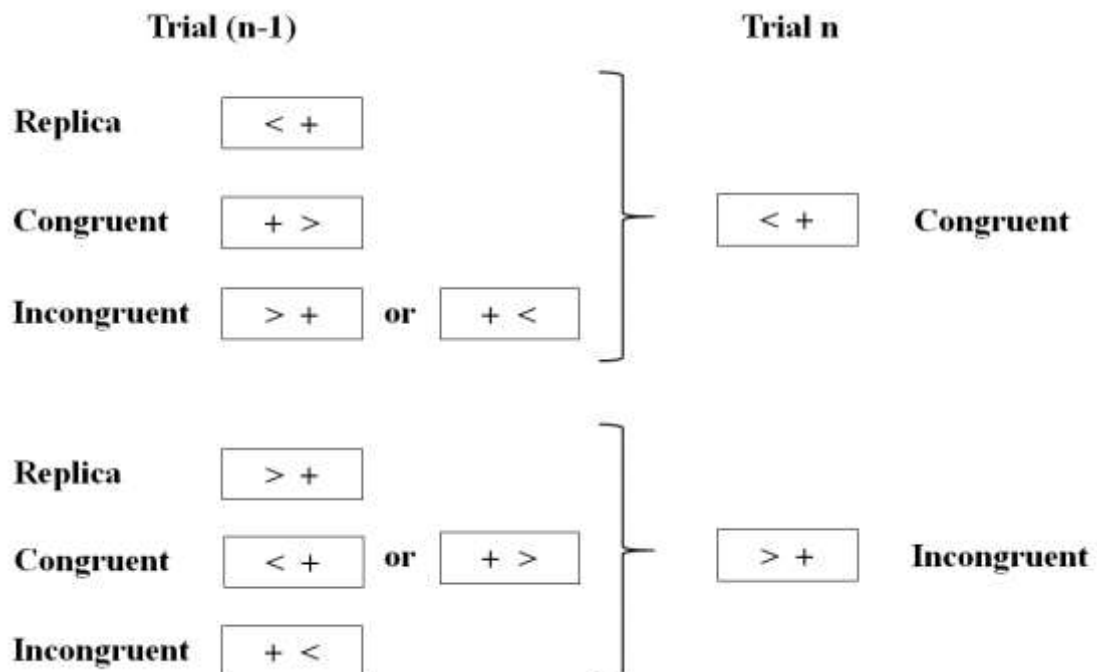 Trial (n-1) Trial n
Replica < +
Congruent + > < + Congruent
Incongruent > + or + <
Replica > +
Congruent < + or + > > + Incongruent
Incongruent + <